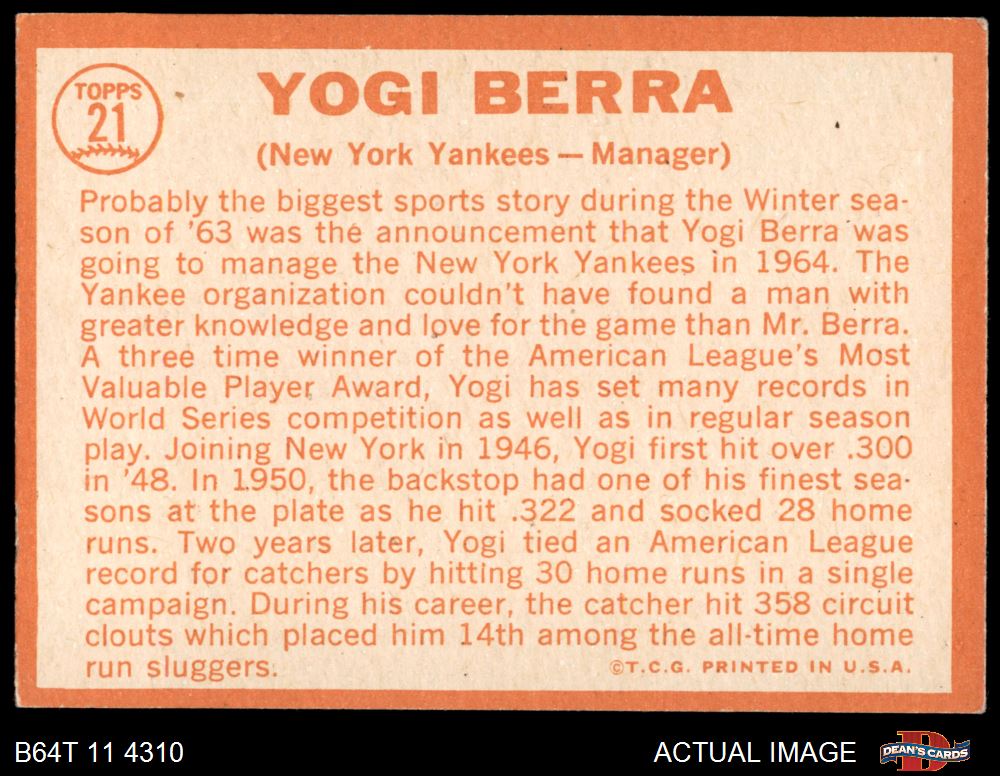 TOPPS
21
YOGI BERRA
(New York Yankees — Manager)
Probably the biggest sports story during the Winter sea-
son of '63 was the announcement that Yogi Berra was
going to manage the New York Yankees in 1964. The
Yankee organization couldn't have found a man with
greater knowledge and love for the game than Mr. Berra.
A three time winner of the American League's Most
Valuable Player Award, Yogi has set many records in
World Series competition as well as in regular season
play. Joining New York in 1946, Yogi first hit over .300
in '48. In 1950, the backstop had one of his finest sea-
sons at the plate as he hit .322 and socked 28 home
runs. Two years later, Yogi tied an American League
record for catchers by hitting 30 home runs in a single
campaign. During his career, the catcher hit 358 circuit
clouts which placed him 14th among the all-time home
run sluggers. ©T.C.G. PRINTED IN U.S.A.
B64T 11 4310 ACTUAL IMAGE DEAN'S CARDS